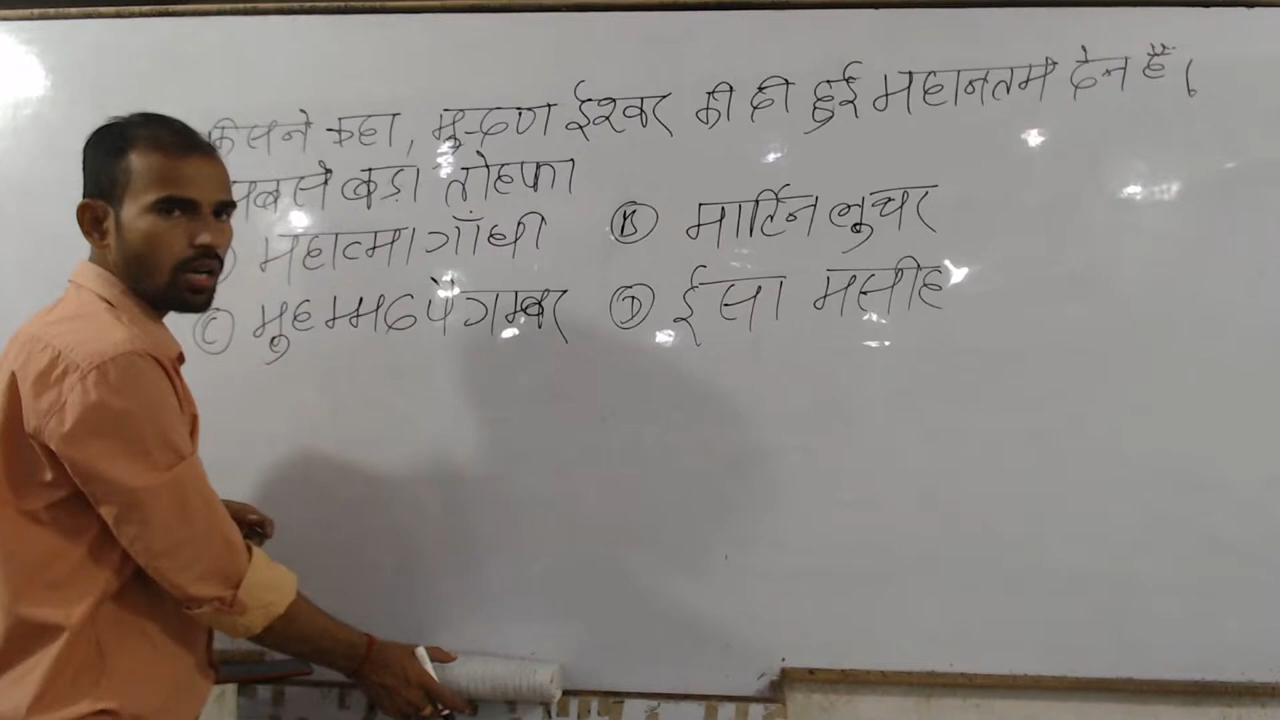 किसने कहा, मुद्रण ईश्वर की दी हुई महानतम देन हैं।
सबसे बड़ा तोहफा
महात्मा गाँधी (B) मार्टिन लूथर
(C) मुहम्मद पैगम्बर (D) ईसा मसीह